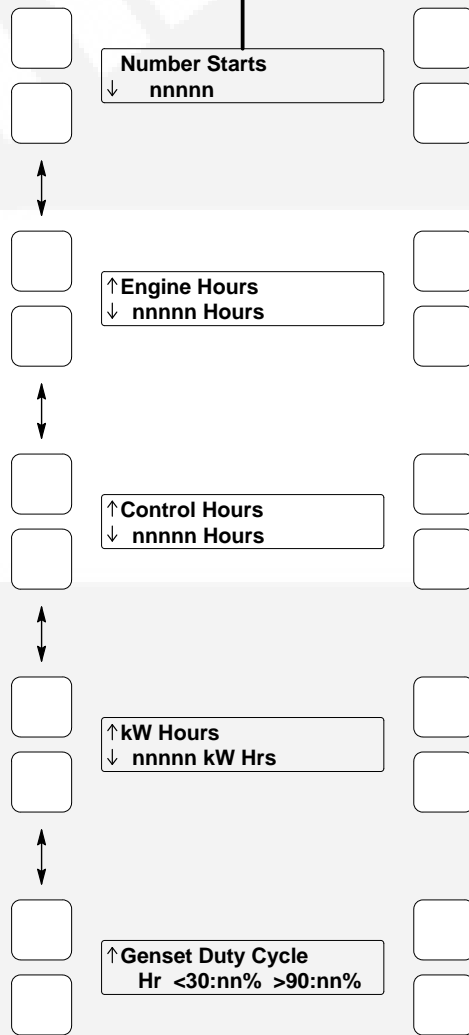 Number Starts
↓ nnnnn
↑Engine Hours
↓ nnnnn Hours
↑Control Hours
↓ nnnnn Hours
↑kW Hours
↓ nnnnn kW Hrs
↑Genset Duty Cycle
Hr <30:nn% >90:nn%